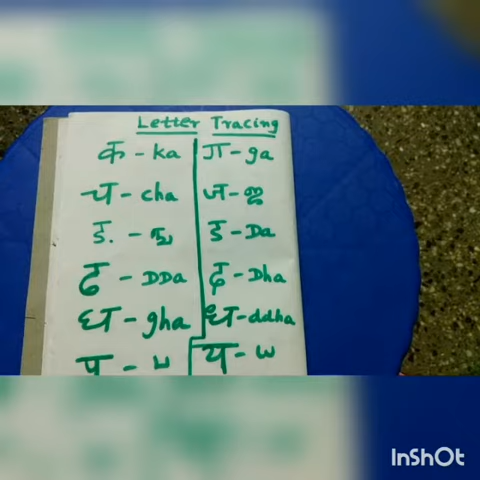 Letter Tracing
क - ka ग - ga
च - cha ज - ஜ
ड. - ங ड - Da
ढ - DDa ढ़ - Dha
घ - gha ध - ddha
प - ப य - ய
InShOt